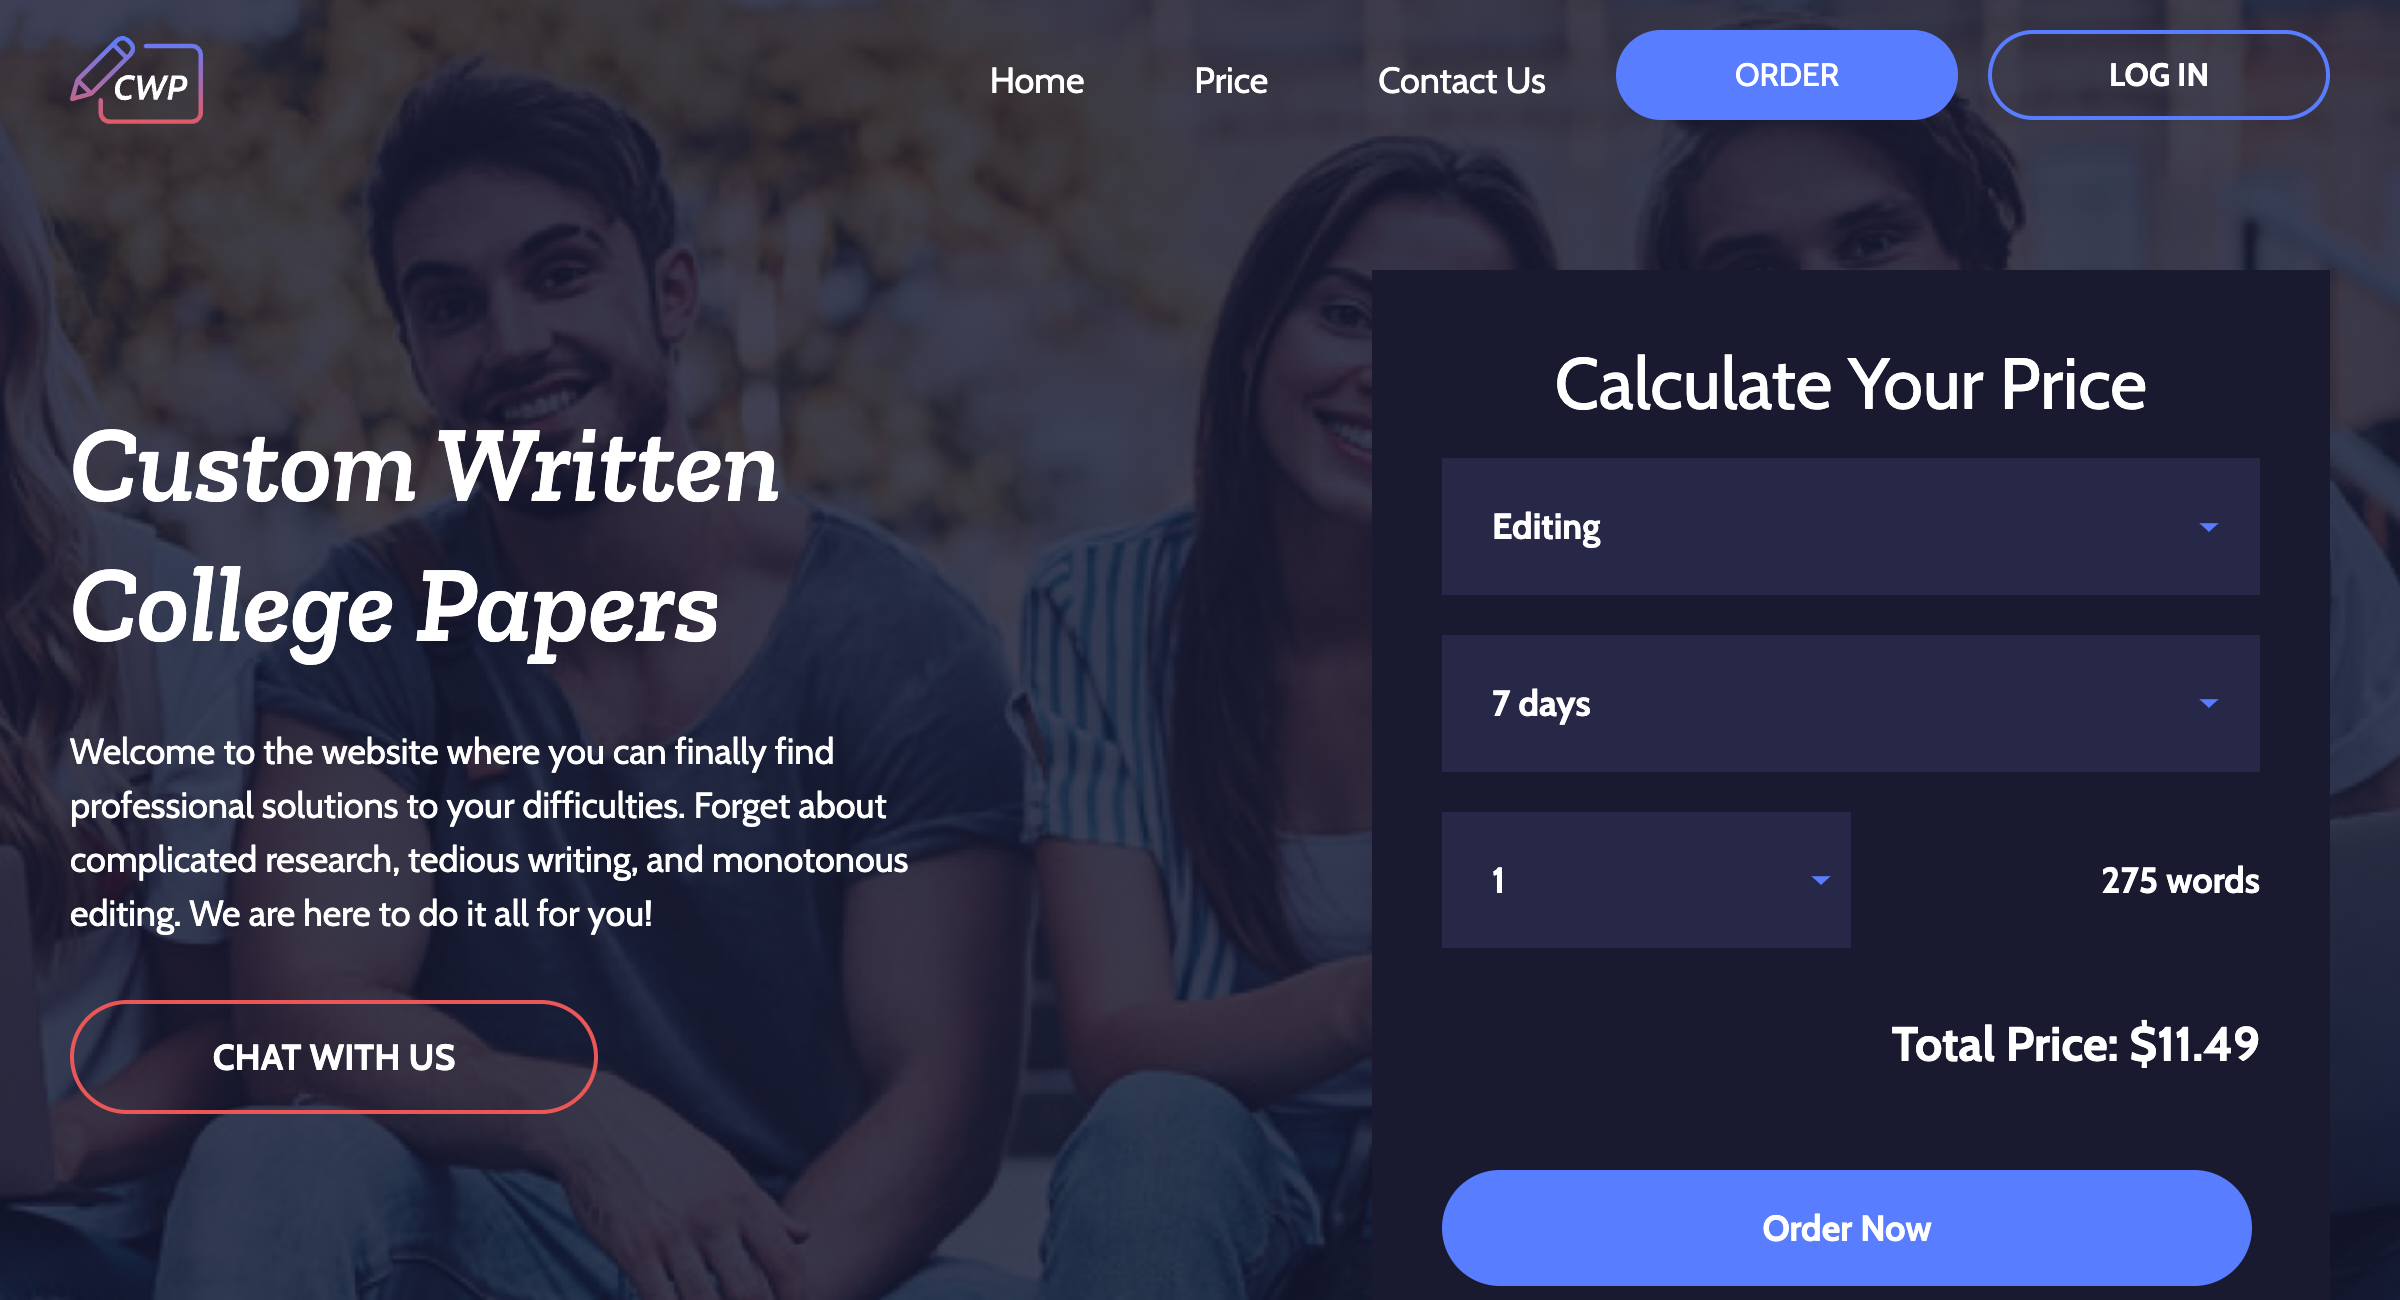 CWP
Home
Price
Contact Us
ORDER
LOG IN
Custom Written
College Papers
Welcome to the website where you can finally find
professional solutions to your difficulties. Forget about
complicated research, tedious writing, and monotonous
editing. We are here to do it all for you!
CHAT WITH US
Calculate Your Price
Editing
7 days
1
275 words
Total Price: $11.49
Order Now